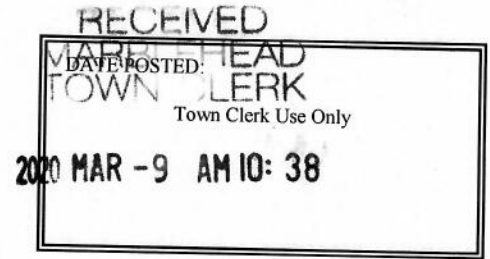 RECEIVED
MARBLEHEAD
DATE POSTED:
TOWN CLERK
Town Clerk Use Only
2020 MAR -9 AM 10: 38